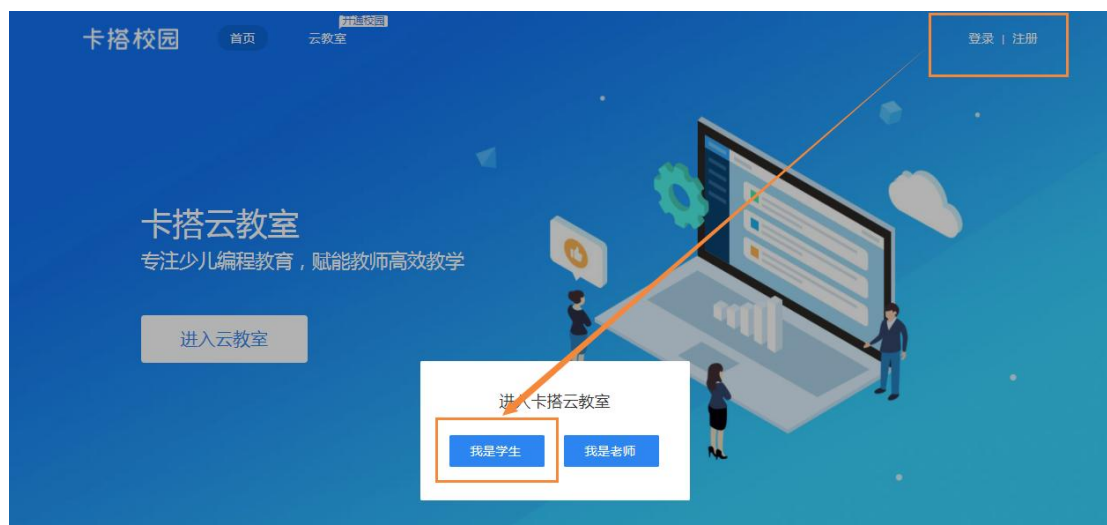 开通校园
卡搭校园 首页 云教室 登录 | 注册
卡搭云教室
专注少儿编程教育，赋能教师高效教学
进入云教室
进入卡搭云教室
我是学生 我是老师